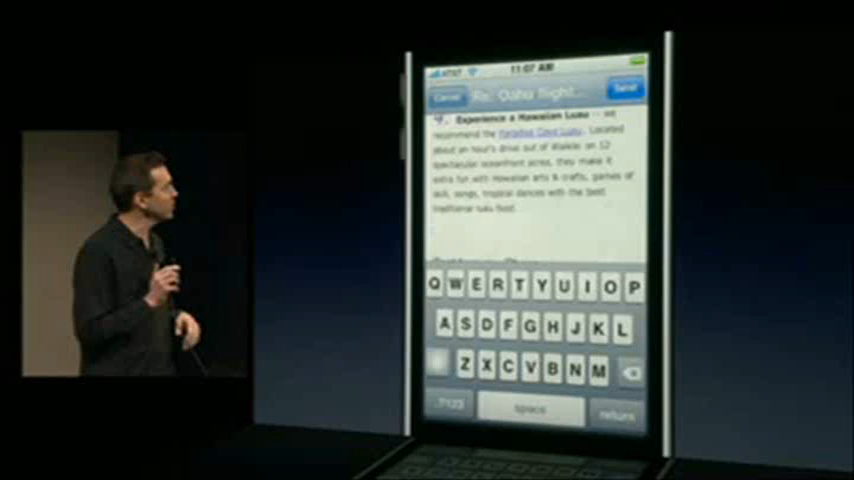 AT&T 11:07 AM
Cancel Re: Oahu flight... Send
7. Experience a Hawaiian Luau -- we
recommend the Paradise Cove Luau. Located
about an hour's drive out of Waikiki on 12
spectacular oceanfront acres, they make it
extra fun with Hawaiian arts & crafts, games of
skill, songs, tropical dances with the best
traditional luau food.
Q W E R T Y U I O P
A S D F G H J K L
Z X C V B N M
.?123 space return